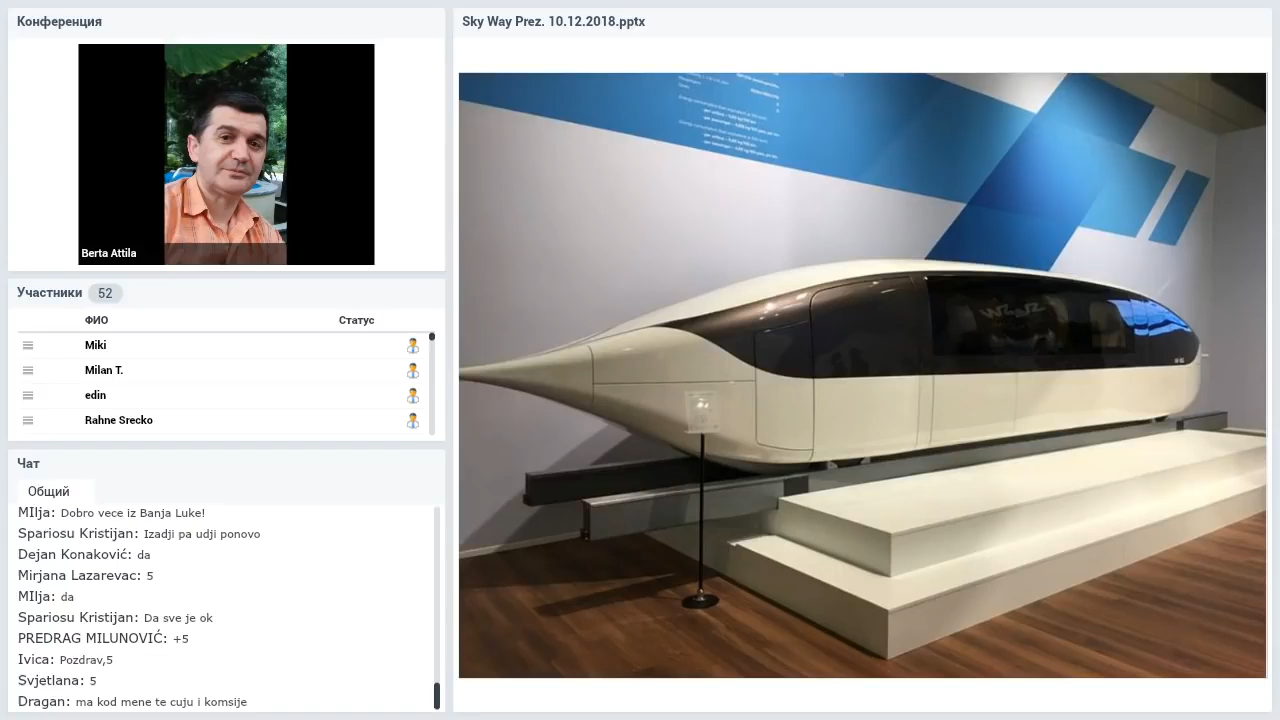 Конференция
Berta Attila
Участники 52
ФИО Статус
Miki
Milan T.
edin
Rahne Srecko
Чат
Общий
MIlja: Dobro vece iz Banja Luke!
Spariosu Kristijan: Izadji pa udji ponovo
Dejan Konaković: da
Mirjana Lazarevac: 5
MIlja: da
Spariosu Kristijan: Da sve je ok
PREDRAG MILUNOVIĆ: +5
Ivica: Pozdrav,5
Svjetlana: 5
Dragan: ma kod mene te cuju i komsije
Sky Way Prez. 10.12.2018.pptx